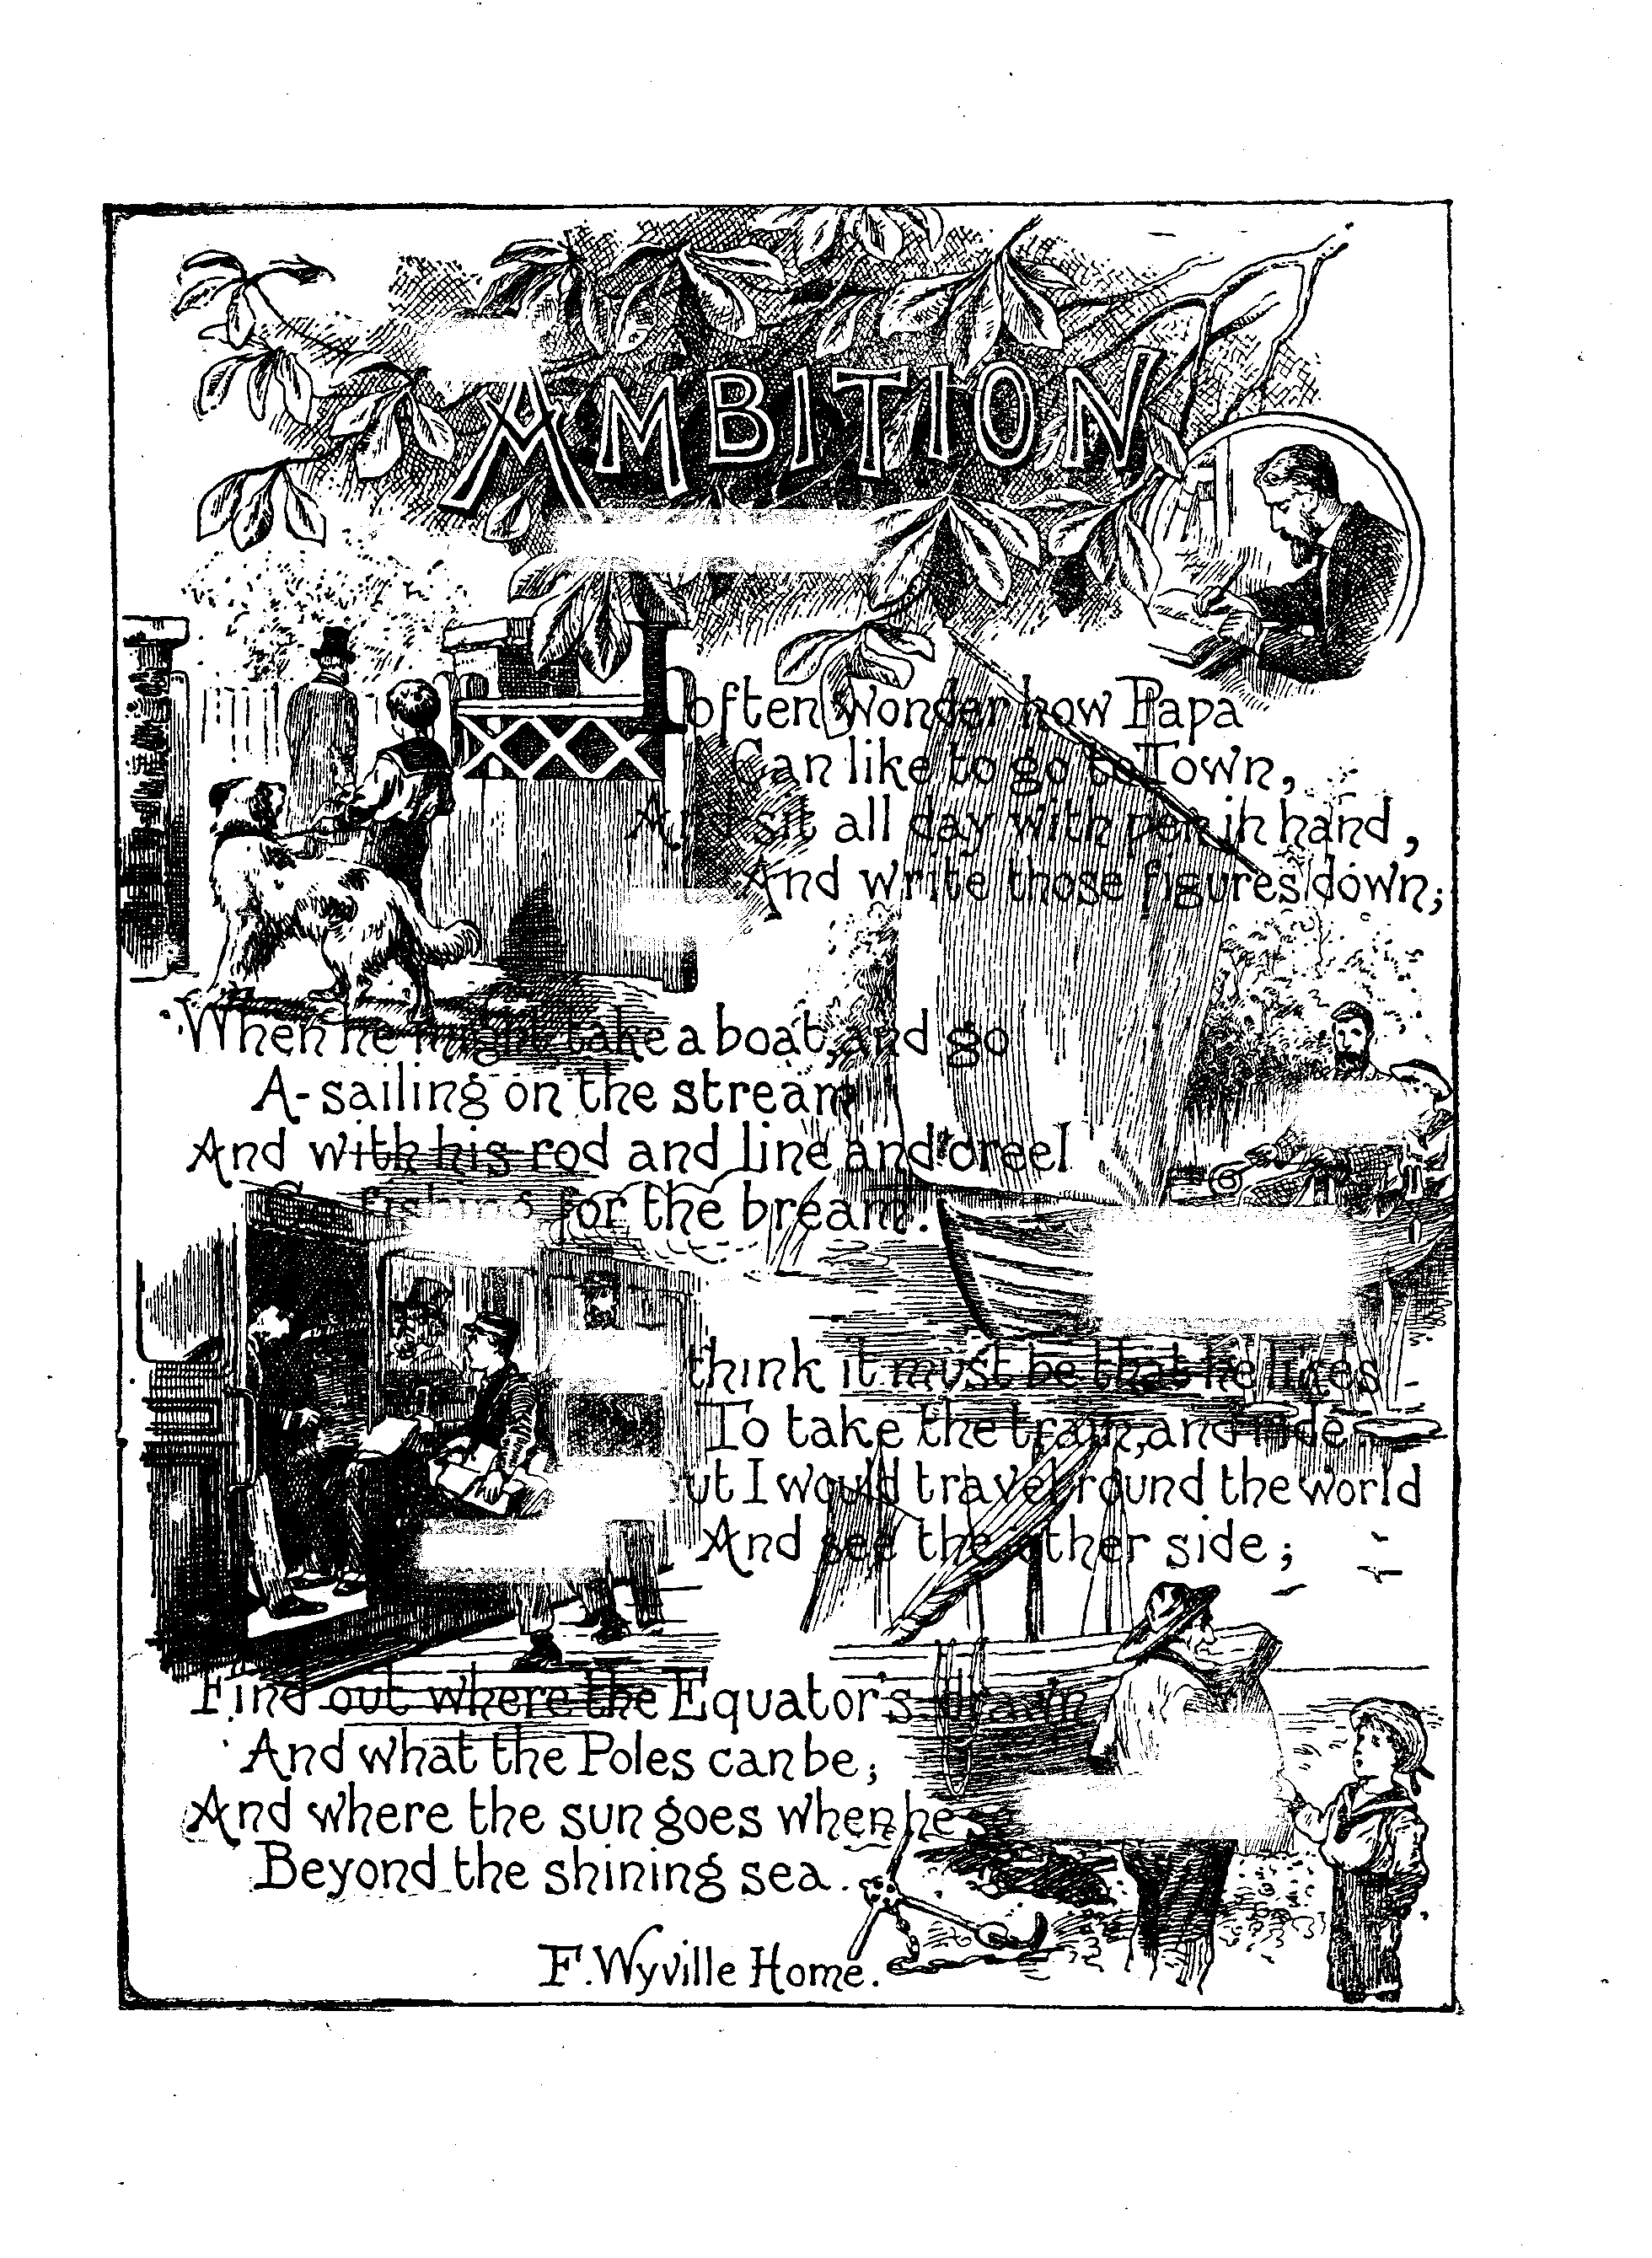 AMBITION
I often wonder how Papa
Can like to go to Town,
And sit all day with pen in hand,
And write those figures down;
When he might take a boat, and go
A-sailing on the stream
And with his rod and line and creel
Go fishing for the bream.
think it must be that he likes
To take the train, and ride
ut I would travel round the world
And see the other side;
Find out where the Equator's drawn
And what the Poles can be;
And where the sun goes when he
Beyond the shining sea.
F. Wyville Home.